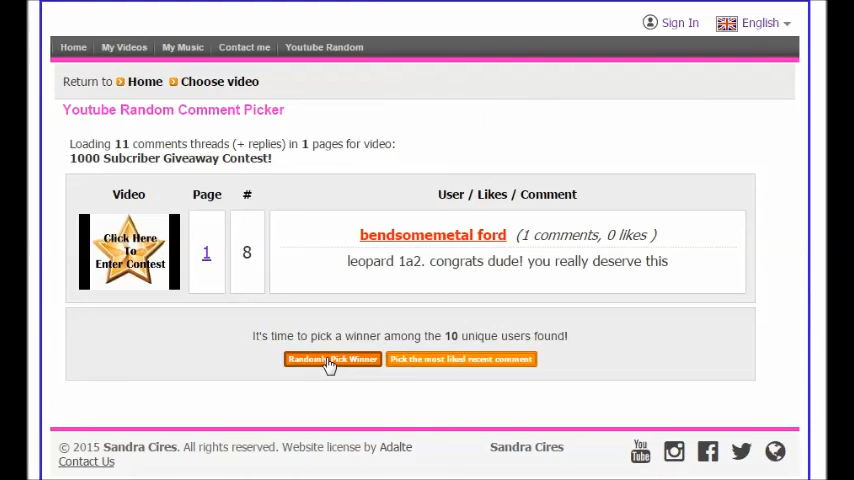 Sign In English
Home My Videos My Music Contact me Youtube Random
Return to Home Choose video
Youtube Random Comment Picker
Loading 11 comments threads (+ replies) in 1 pages for video:
1000 Subcriber Giveaway Contest!
Video Page # User / Likes / Comment
Click Here
To
Enter Contest
1
8
bendsomemetal ford (1 comments, 0 likes )
leopard 1a2. congrats dude! you really deserve this
It's time to pick a winner among the 10 unique users found!
Randomly Pick Winner Pick the most liked recent comment
© 2015 Sandra Cires. All rights reserved. Website license by Adalte
Contact Us
Sandra Cires
You
Tube